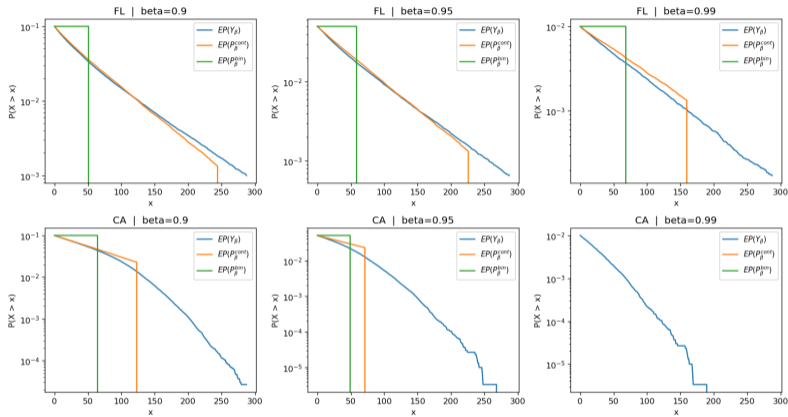 FL | beta=0.9
FL | beta=0.95
FL | beta=0.99
10⁻¹
10⁻²
10⁻³
P(X > x)
0 50 100 150 200 250 300
x
EP(Y_β)
EP(P_β^cont)
EP(P_β^bin)
10⁻²
10⁻³
P(X > x)
0 50 100 150 200 250 300
x
EP(Y_β)
EP(P_β^cont)
EP(P_β^bin)
10⁻²
10⁻³
P(X > x)
0 50 100 150 200 250 300
x
EP(Y_β)
EP(P_β^cont)
EP(P_β^bin)
CA | beta=0.9
CA | beta=0.95
CA | beta=0.99
10⁻¹
10⁻²
10⁻³
10⁻⁴
P(X > x)
0 50 100 150 200 250 300
x
EP(Y_β)
EP(P_β^cont)
EP(P_β^bin)
10⁻²
10⁻³
10⁻⁴
10⁻⁵
P(X > x)
0 50 100 150 200 250 300
x
EP(Y_β)
EP(P_β^cont)
EP(P_β^bin)
10⁻²
10⁻³
10⁻⁴
10⁻⁵
P(X > x)
0 50 100 150 200 250 300
x
EP(Y_β)
EP(P_β^cont)
EP(P_β^bin)